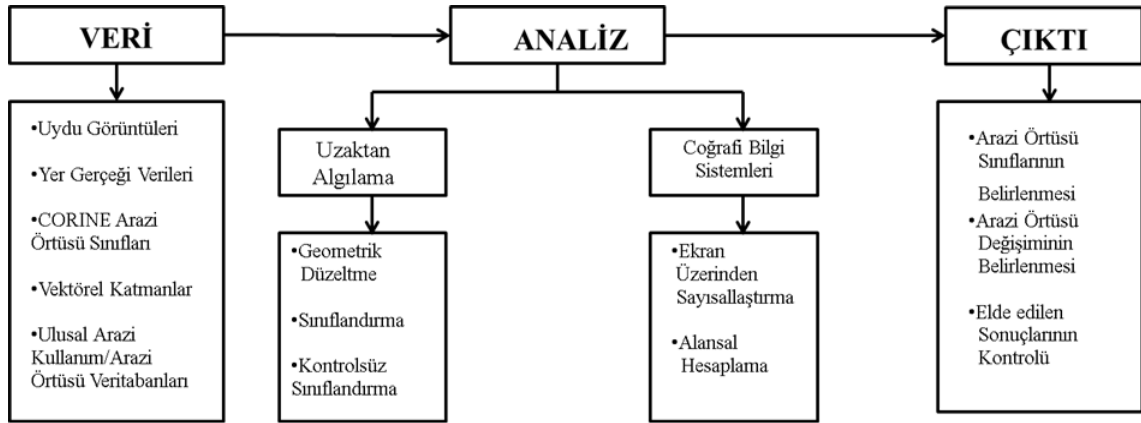 VERİ
ANALİZ
ÇIKTI
•Uydu Görüntüleri
•Yer Gerçeği Verileri
•CORINE Arazi
Örtüsü Sınıfları
•Vektörel Katmanlar
•Ulusal Arazi
Kullanım/Arazi
Örtüsü Veritabanları
Uzaktan
Algılama
•Geometrik
Düzeltme
•Sınıflandırma
•Kontrolsüz
Sınıflandırma
Coğrafi Bilgi
Sistemleri
•Ekran
Üzerinden
Sayısallaştırma
•Alansal
Hesaplama
•Arazi Örtüsü
Sınıflarının
Belirlenmesi
•Arazi Örtüsü
Değişiminin
Belirlenmesi
•Elde edilen
Sonuçlarının
Kontrolü